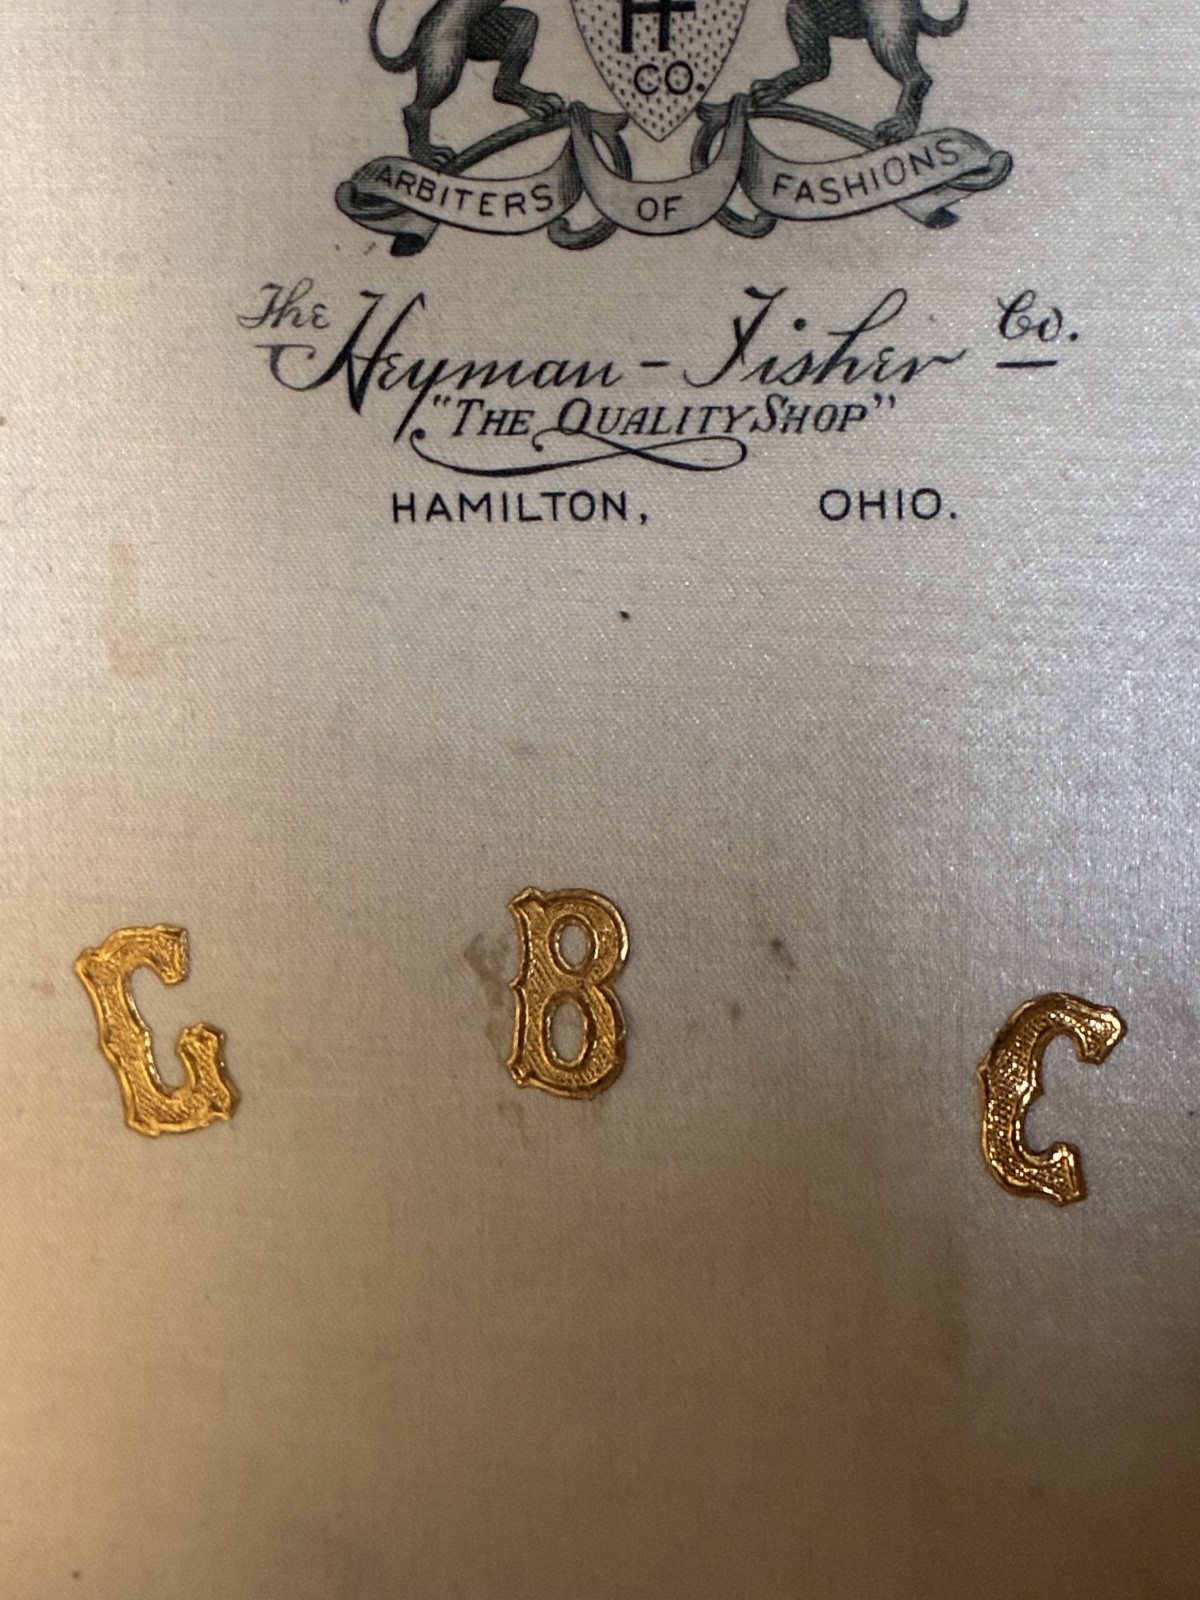 CO.
ARBITERS OF FASHIONS
The Heyman-Fisher Co.
"THE QUALITY SHOP"
HAMILTON, OHIO.
B C